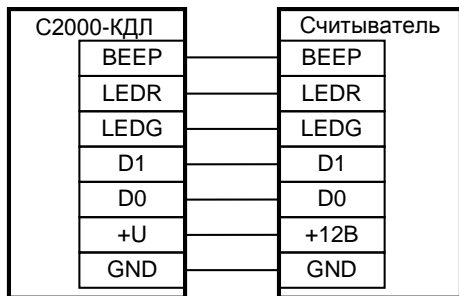 С2000-КДЛ Считыватель
BEEP BEEP
LEDR LEDR
LEDG LEDG
D1 D1
D0 D0
+U +12В
GND GND